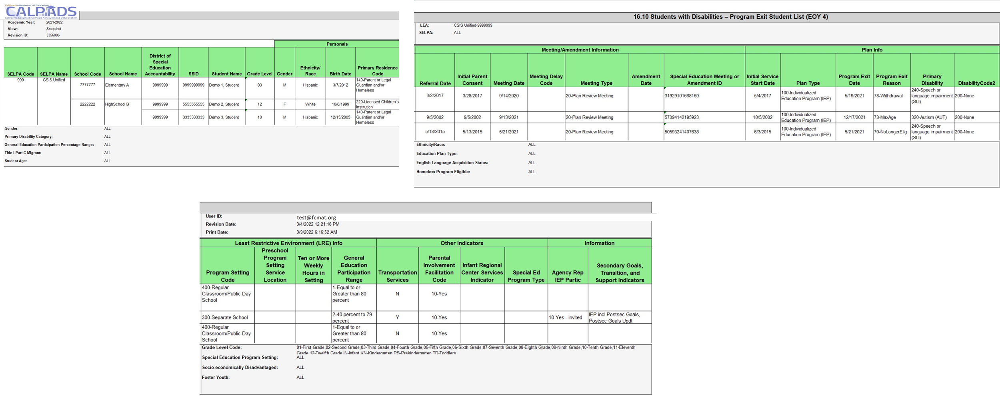 California DEPARTMENT OF EDUCATION
CALPADS
California Longitudinal Pupil Achievement Data System
Academic Year: 2021-2022
View: Snapshot
Revision ID: 3356096
Personals
SELPA Code SELPA Name School Code School Name District of Special Education Accountability SSID Student Name Grade Level Gender Ethnicity/ Race Birth Date Primary Residence Code
999 CSIS Unified 7777777 Elementary A 9999999 9999999999 Demo 1, Student 03 M Hispanic 3/7/2012 140-Parent or Legal Guardian and/or Homeless
2222222 HighSchool B 9999999 5555555555 Demo 2, Student 12 F White 10/6/1999 220-Licensed Children's Institution
9999999 3333333333 Demo 3, Student 10 M Hispanic 12/15/2005 140-Parent or Legal Guardian and/or Homeless
Gender: ALL
Primary Disability Category: ALL
General Education Participation Percentage Range: ALL
Title I Part C Migrant: ALL
Student Age: ALL
16.10 Students with Disabilities – Program Exit Student List (EOY 4)
LEA: CSIS Unified-9999999
SELPA: ALL
Meeting/Amendment Information Plan Info
Referral Date Initial Parent Consent Meeting Date Meeting Delay Code Meeting Type Amendment Date Special Education Meeting or Amendment ID Initial Service Start Date Plan Type Program Exit Date Program Exit Reason Primary Disability DisabilityCode2
3/2/2017 3/28/2017 9/14/2020 20-Plan Review Meeting 31929101668169 5/4/2017 100-Individualized Education Program (IEP) 5/19/2021 78-Withdrawal 240-Speech or language impairment (SLI) 200-None
9/5/2002 9/5/2002 9/13/2021 20-Plan Review Meeting 57394142195923 10/5/2002 100-Individualized Education Program (IEP) 12/17/2021 73-MaxAge 320-Autism (AUT) 200-None
5/13/2015 5/13/2015 5/21/2021 20-Plan Review Meeting 50593241407638 6/3/2015 100-Individualized Education Program (IEP) 5/21/2021 70-NoLongerElig 240-Speech or language impairment (SLI) 200-None
Ethnicity/Race: ALL
Education Plan Type: ALL
English Language Acquisition Status: ALL
Homeless Program Eligible: ALL
User ID: test@fcmat.org
Revision Date: 3/4/2022 12:21:16 PM
Print Date: 3/9/2022 6:16:52 AM
Least Restrictive Environment (LRE) Info Other Indicators Information
Program Setting Code Preschool Program Setting Service Location Ten or More Weekly Hours in Setting General Education Participation Range Transportation Services Parental Involvement Facilitation Code Infant Regional Center Services Indicator Special Ed Program Type Agency Rep IEP Partic Secondary Goals, Transition, and Support Indicators
400-Regular Classroom/Public Day School 1-Equal to or Greater than 80 percent N 10-Yes
300-Separate School 2-40 percent to 79 percent Y 10-Yes 10-Yes - Invited IEP incl Postsec Goals, Postsec Goals Updt
400-Regular Classroom/Public Day School 1-Equal to or Greater than 80 percent N 10-Yes
Grade Level Code: 01-First Grade,02-Second Grade,03-Third Grade,04-Fourth Grade,05-Fifth Grade,06-Sixth Grade,07-Seventh Grade,08-Eighth Grade,09-Ninth Grade,10-Tenth Grade,11-Eleventh
Grade,12-Twelfth Grade,IN-Infant,KN-Kindergarten,PS-Prekindergarten,TD-Toddlers
Special Education Program Setting: ALL
Socio-economically Disadvantaged: ALL
Foster Youth: ALL